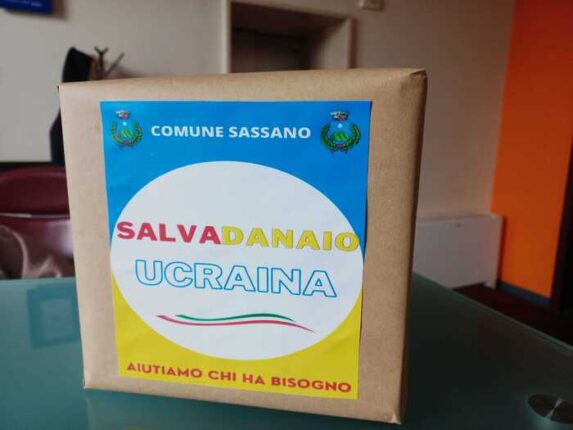 COMUNE SASSANO
SALVADANAIO
UCRAINA
AIUTIAMO CHI HA BISOGNO